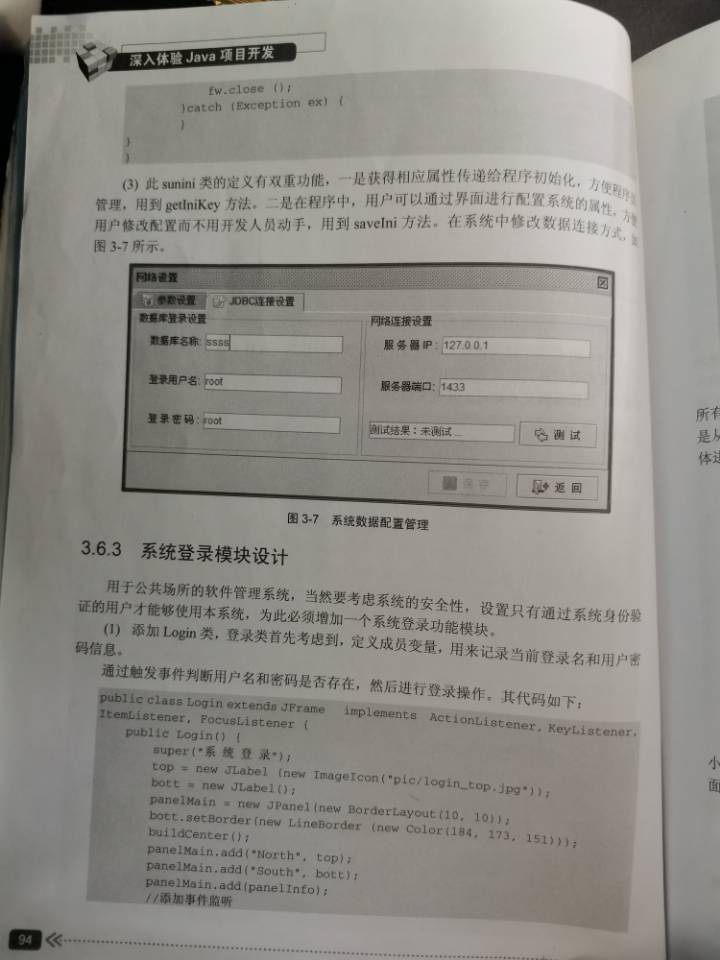 深入体验 Java 项目开发
fw.close ();
}catch (Exception ex) {
}
}
}
(3) 此 sunini 类的定义有双重功能，一是获得相应属性传递给程序初始化，方便程序
管理，用到 getIniKey 方法。二是在程序中，用户可以通过界面进行配置系统的属性，方便
用户修改配置而不用开发人员动手，用到 saveIni 方法。在系统中修改数据连接方式，如
图 3-7 所示。
网络设置
参数设置 JDBC连接设置
数据库登录设置
网络连接设置
数据库名称: ssss
服 务 器 IP: 127.0.0.1
登录用户名: root
服务器端口: 1433
登 录 密 码: root
测试结果：未测试...
测 试
保 存
返 回
图 3-7 系统数据配置管理
3.6.3 系统登录模块设计
用于公共场所的软件管理系统，当然要考虑系统的安全性，设置只有通过系统身份验
证的用户才能够使用本系统，为此必须增加一个系统登录功能模块。
(1) 添加 Login 类，登录类首先考虑到，定义成员变量，用来记录当前登录名和用户密
码信息。
通过触发事件判断用户名和密码是否存在，然后进行登录操作。其代码如下：
public class Login extends JFrame implements ActionListener, KeyListener,
ItemListener, FocusListener {
public Login() {
super("系 统 登 录");
top = new JLabel (new ImageIcon("pic/login_top.jpg"));
bott = new JLabel();
panelMain = new JPanel(new BorderLayout(10, 10));
bott.setBorder(new LineBorder (new Color(184, 173, 151)));
buildCenter();
panelMain.add("North", top);
panelMain.add("South", bott);
panelMain.add(panelInfo);
//添加事件监听
94
所有
是从
体
小
面